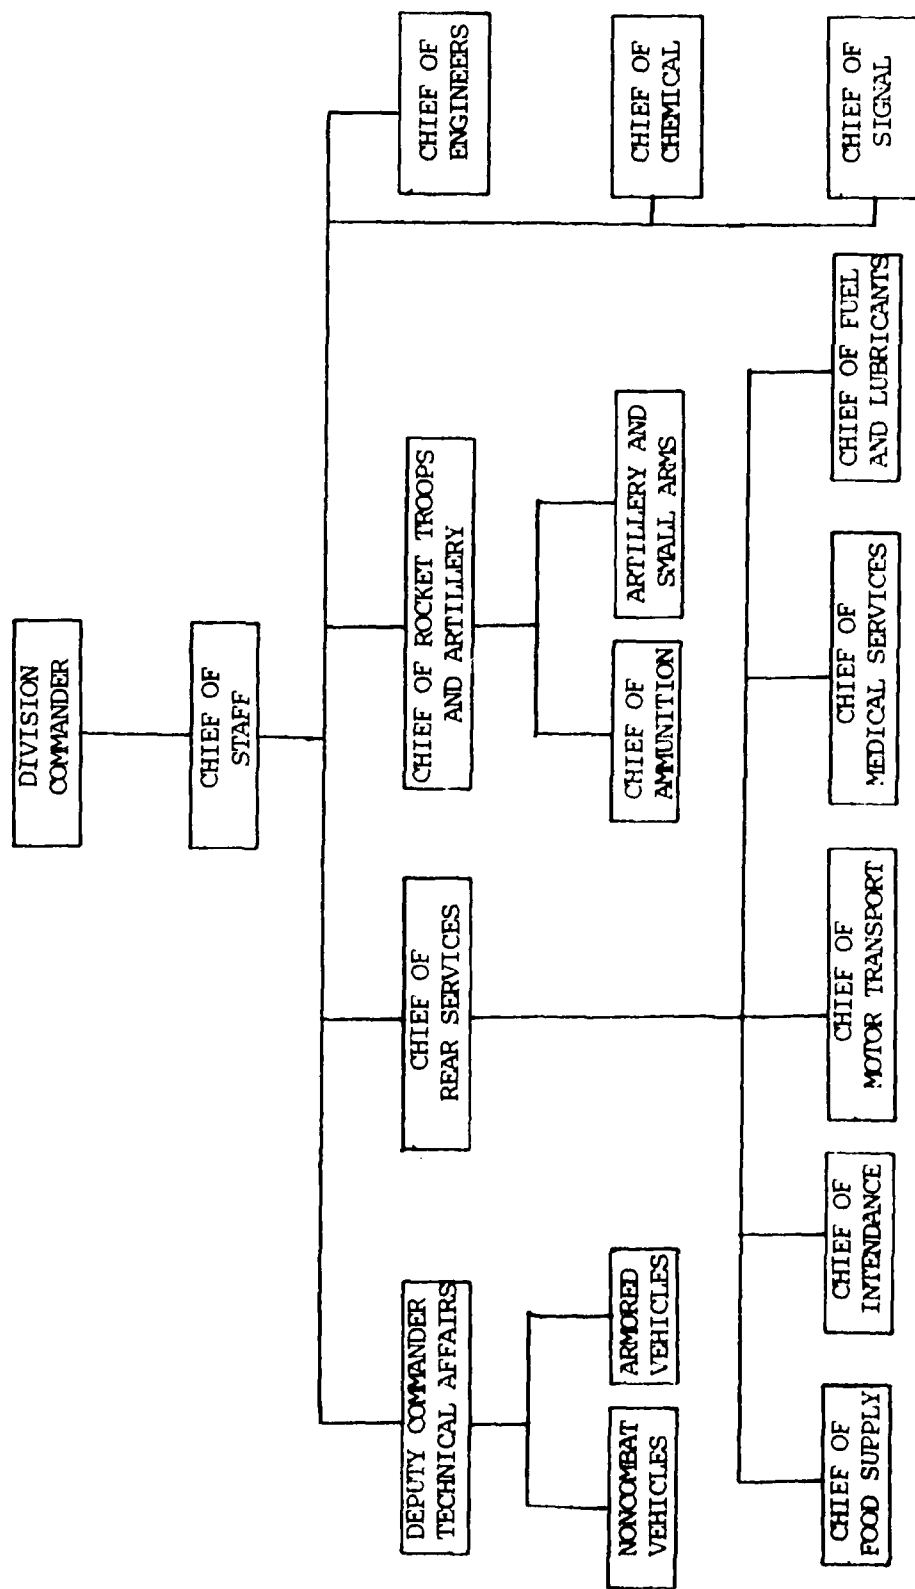 DIVISION
COMMANDER
CHIEF OF
STAFF
DEPUTY COMMANDER
TECHNICAL AFFAIRS
CHIEF OF
REAR SERVICES
CHIEF OF ROCKET TROOPS
AND ARTILLERY
CHIEF OF
ENGINEERS
NONCOMBAT
VEHICLES
ARMORED
VEHICLES
CHIEF OF
AMMUNITION
ARTILLERY AND
SMALL ARMS
CHIEF OF
CHEMICAL
CHIEF OF
FOOD SUPPLY
CHIEF OF
INTENDANCE
CHIEF OF
MOTOR TRANSPORT
CHIEF OF
MEDICAL SERVICES
CHIEF OF FUEL
AND LUBRICANTS
CHIEF OF
SIGNAL